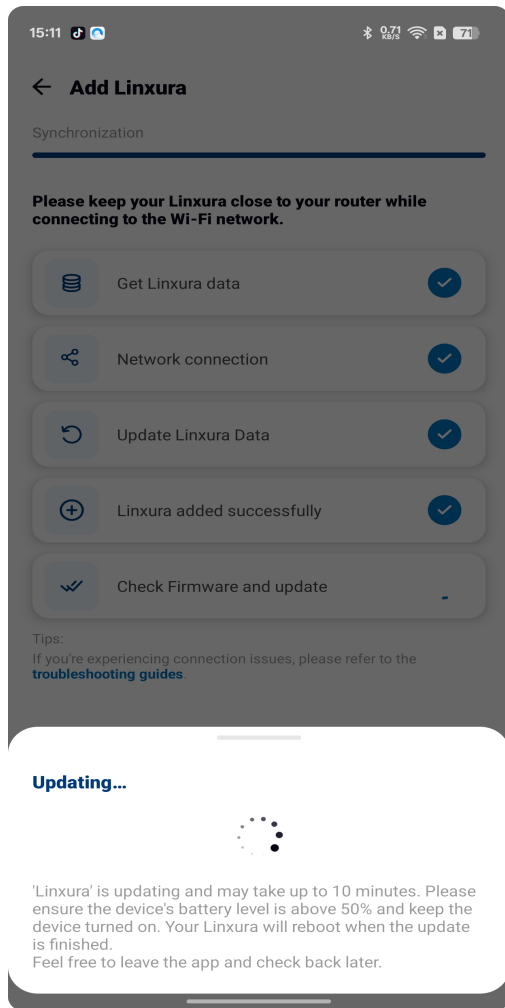 15:11
0.71 KB/S
71
Add Linxura
Synchronization
Please keep your Linxura close to your router while
connecting to the Wi-Fi network.
Get Linxura data
Network connection
Update Linxura Data
Linxura added successfully
Check Firmware and update
Tips:
If you're experiencing connection issues, please refer to the
troubleshooting guides.
Updating...
'Linxura' is updating and may take up to 10 minutes. Please
ensure the device's battery level is above 50% and keep the
device turned on. Your Linxura will reboot when the update
is finished.
Feel free to leave the app and check back later.